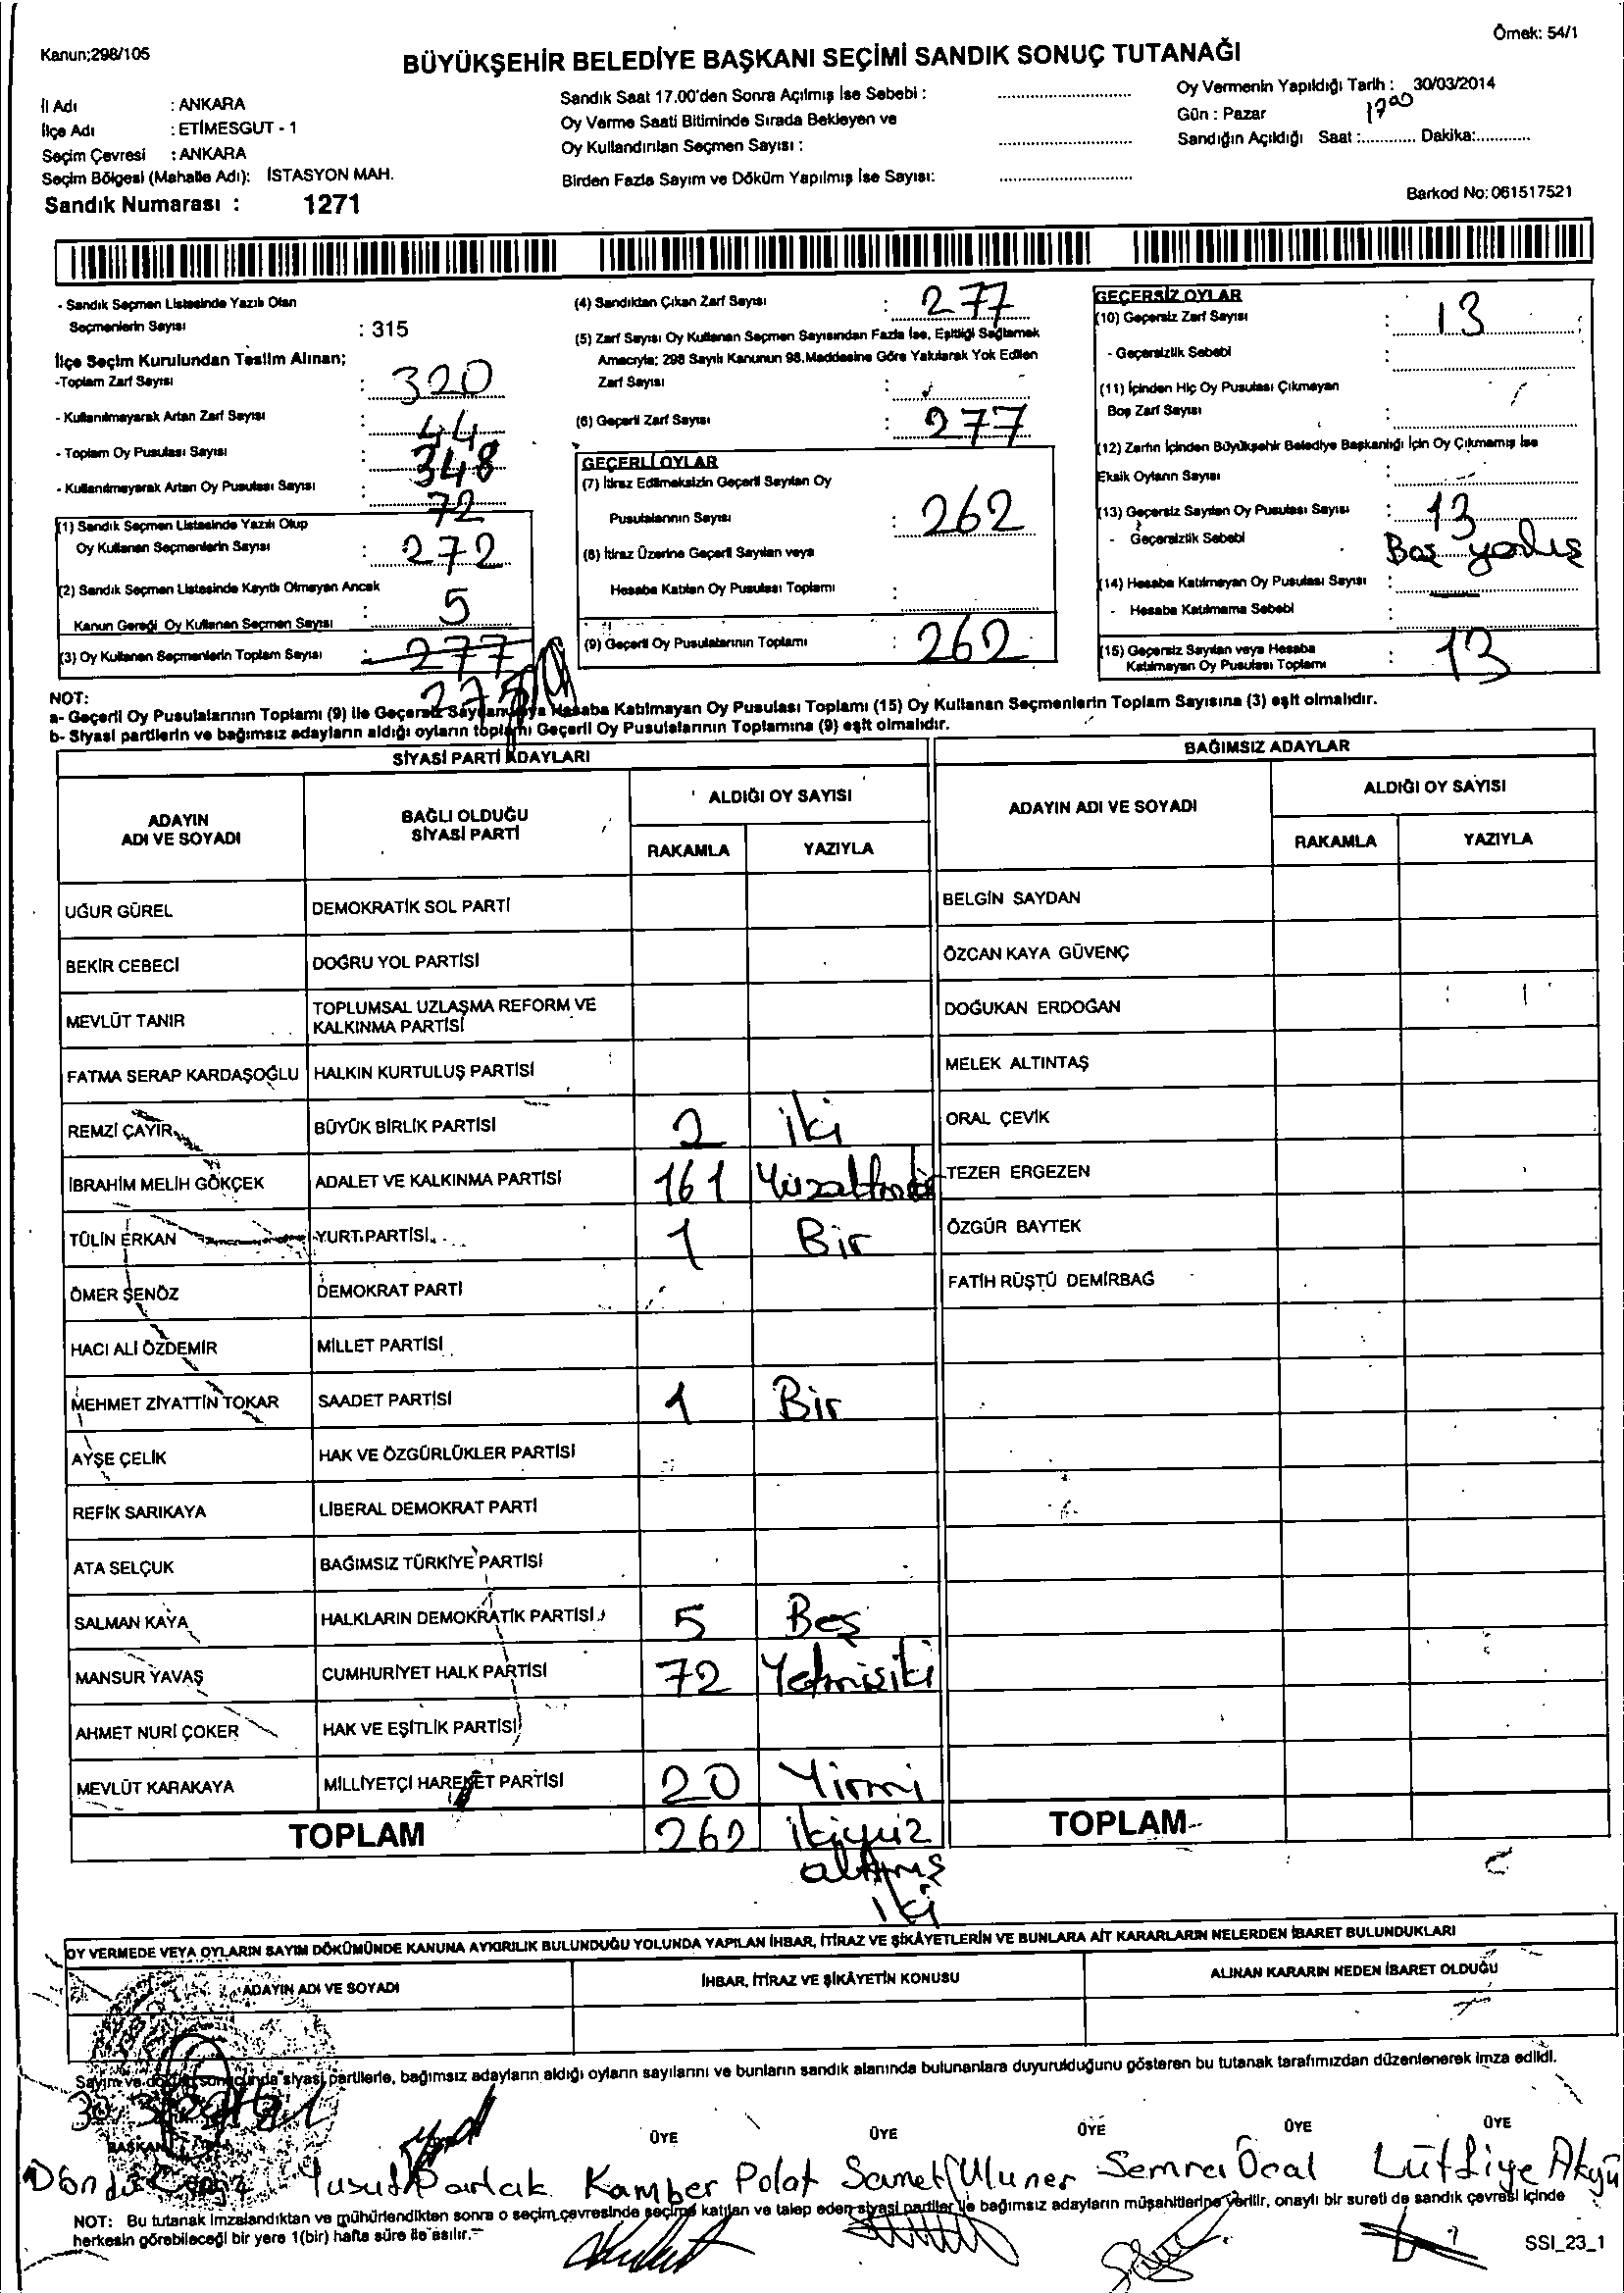 Kanun;298/105
Örnek: 54/1
BÜYÜKŞEHİR BELEDİYE BAŞKANI SEÇİMİ SANDIK SONUÇ TUTANAĞI
İl Adı : ANKARA
İlçe Adı : ETİMESGUT - 1
Seçim Çevresi : ANKARA
Seçim Bölgesi (Mahalle Adı): İSTASYON MAH.
Sandık Numarası : 1271
Sandık Saat 17.00'den Sonra Açılmış İse Sebebi :
Oy Verme Saati Bitiminde Sırada Bekleyen ve
Oy Kullandırılan Seçmen Sayısı :
Birden Fazla Sayım ve Döküm Yapılmış İse Sayısı:
Oy Vermenin Yapıldığı Tarih : 30/03/2014
Gün : Pazar 1700
Sandığın Açıldığı Saat :............ Dakika:............
Barkod No: 061517521
- Sandık Seçmen Listesinde Yazılı Olan
Seçmenlerin Sayısı : 315
İlçe Seçim Kurulundan Teslim Alınan;
-Toplam Zarf Sayısı : 320
- Kullanılmayarak Artan Zarf Sayısı : 44
- Toplam Oy Pusulası Sayısı : 348
- Kullanılmayarak Artan Oy Pusulası Sayısı : 72
(1) Sandık Seçmen Listesinde Yazılı Olup
Oy Kullanan Seçmenlerin Sayısı : 272
(2) Sandık Seçmen Listesinde Kayıtlı Olmayan Ancak
Kanun Gereği Oy Kullanan Seçmen Sayısı : 5
(3) Oy Kullanan Seçmenlerin Toplam Sayısı : 277
275
(4) Sandıktan Çıkan Zarf Sayısı : 277
(5) Zarf Sayısı Oy Kullanan Seçmen Sayısından Fazla İse, Eşitliği Sağlamak
Amacıyla; 298 Sayılı Kanunun 98.Maddesine Göre Yakılarak Yok Edilen
Zarf Sayısı :
(6) Geçerli Zarf Sayısı : 277
GEÇERLİ OYLAR
(7) İtiraz Edilmeksizin Geçerli Sayılan Oy
Pusulalarının Sayısı : 262
(8) İtiraz Üzerine Geçerli Sayılan veya
Hesaba Katılan Oy Pusulası Toplamı :
(9) Geçerli Oy Pusulalarının Toplamı : 262
GEÇERSİZ OYLAR
(10) Geçersiz Zarf Sayısı : 13
- Geçersizlik Sebebi :
(11) İçinden Hiç Oy Pusulası Çıkmayan
Boş Zarf Sayısı :
(12) Zarfın İçinden Büyükşehir Belediye Başkanlığı İçin Oy Çıkmamış İse
Eksik Oyların Sayısı :
(13) Geçersiz Sayılan Oy Pusulası Sayısı : 13
- Geçersizlik Sebebi Boş yanlış
(14) Hesaba Katılmayan Oy Pusulası Sayısı :
- Hesaba Katılmama Sebebi :
(15) Geçersiz Sayılan veya Hesaba
Katılmayan Oy Pusulası Toplamı : 13
NOT:
a- Geçerli Oy Pusulalarının Toplamı (9) ile Geçersiz Sayılan veya Hesaba Katılmayan Oy Pusulası Toplamı (15) Oy Kullanan Seçmenlerin Toplam Sayısına (3) eşit olmalıdır.
b- Siyasi partilerin ve bağımsız adayların aldığı oyların toplamı Geçerli Oy Pusulalarının Toplamına (9) eşit olmalıdır.
SİYASİ PARTİ ADAYLARI
ADAYIN ADI VE SOYADI BAĞLI OLDUĞU SİYASİ PARTİ ALDIĞI OY SAYISI
RAKAMLA YAZIYLA
UĞUR GÜREL DEMOKRATİK SOL PARTİ
BEKİR CEBECİ DOĞRU YOL PARTİSİ
MEVLÜT TANIR TOPLUMSAL UZLAŞMA REFORM VE KALKINMA PARTİSİ
FATMA SERAP KARDAŞOĞLU HALKIN KURTULUŞ PARTİSİ
REMZİ ÇAYIR BÜYÜK BİRLİK PARTİSİ 2 iki
İBRAHİM MELİH GÖKÇEK ADALET VE KALKINMA PARTİSİ 161 Yüzaltmışbir
TÜLİN ERKAN YURT PARTİSİ 1 Bir
ÖMER ŞENÖZ DEMOKRAT PARTİ
HACI ALİ ÖZDEMİR MİLLET PARTİSİ
MEHMET ZİYATTİN TOKAR SAADET PARTİSİ 1 Bir
AYŞE ÇELİK HAK VE ÖZGÜRLÜKLER PARTİSİ
REFİK SARIKAYA LİBERAL DEMOKRAT PARTİ
ATA SELÇUK BAĞIMSIZ TÜRKİYE PARTİSİ
SALMAN KAYA HALKLARIN DEMOKRATİK PARTİSİ 5 Beş
MANSUR YAVAŞ CUMHURİYET HALK PARTİSİ 72 Yetmişiki
AHMET NURİ ÇOKER HAK VE EŞİTLİK PARTİSİ
MEVLÜT KARAKAYA MİLLİYETÇİ HAREKET PARTİSİ 20 Yirmi
TOPLAM 262 ikiyüz
altmış
iki
BAĞIMSIZ ADAYLAR
ADAYIN ADI VE SOYADI ALDIĞI OY SAYISI
RAKAMLA YAZIYLA
BELGİN SAYDAN
ÖZCAN KAYA GÜVENÇ
DOĞUKAN ERDOĞAN
MELEK ALTINTAŞ
ORAL ÇEVİK
TEZER ERGEZEN
ÖZGÜR BAYTEK
FATİH RÜŞTÜ DEMİRBAĞ
TOPLAM
OY VERMEDE VEYA OYLARIN SAYIM DÖKÜMÜNDE KANUNA AYKIRILIK BULUNDUĞU YOLUNDA YAPILAN İHBAR, İTİRAZ VE ŞİKÂYETLERİN VE BUNLARA AİT KARARLARIN NELERDEN İBARET BULUNDUKLARI
ADAYIN ADI VE SOYADI İHBAR, İTİRAZ VE ŞİKÂYETİN KONUSU ALINAN KARARIN NEDEN İBARET OLDUĞU
Sayım ve döküm sonucunda siyasi partilerle, bağımsız adayların aldığı oyların sayılarını ve bunların sandık alanında bulunanlara duyurulduğunu gösteren bu tutanak tarafımızdan düzenlenerek imza edildi.
BAŞKAN ÜYE ÜYE ÜYE ÜYE ÜYE
Yusuf Parlak Kamber Polat Samet Uluner Semra Öcal Lütfiye Akyü
NOT: Bu tutanak imzalandıktan ve mühürlendikten sonra o seçim çevresinde seçime katılan ve talep eden siyasi partiler ile bağımsız adayların müşahitlerine verilir, onaylı bir sureti de sandık çevresi içinde
herkesin görebileceği bir yere 1(bir) hafta süre ile asılır.
SSI_23_1